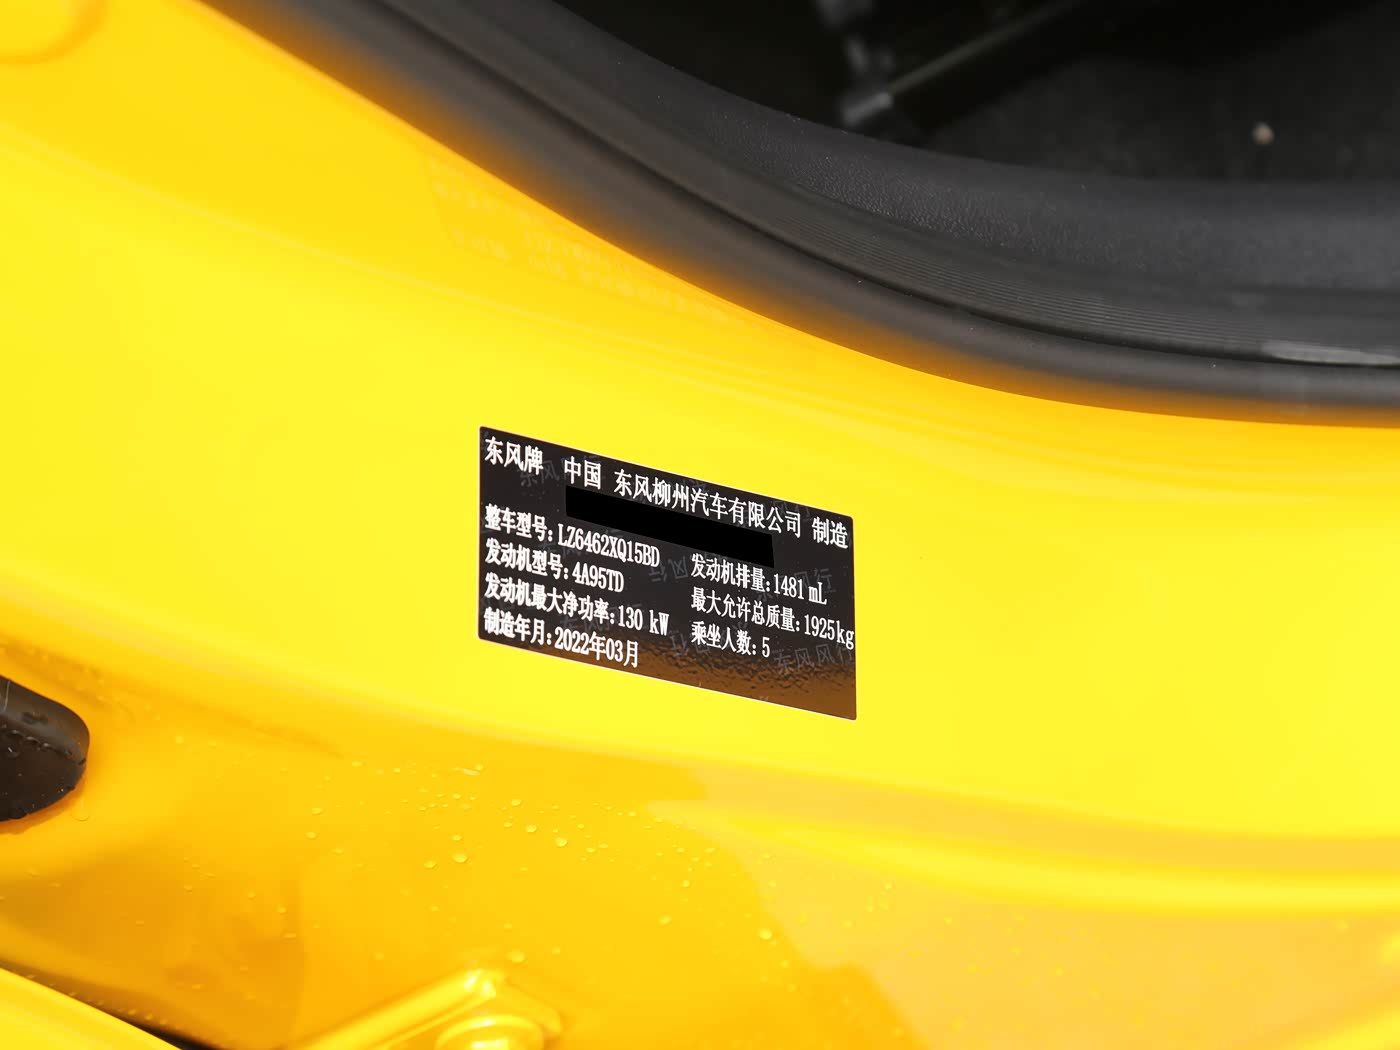 东风牌 中国 东风柳州汽车有限公司 制造
整车型号:LZ6462XQ15BD 发动机排量:1481 mL
发动机型号:4A95TD 最大允许总质量:1925kg
发动机最大净功率:130 kW 乘坐人数:5
制造年月:2022年03月